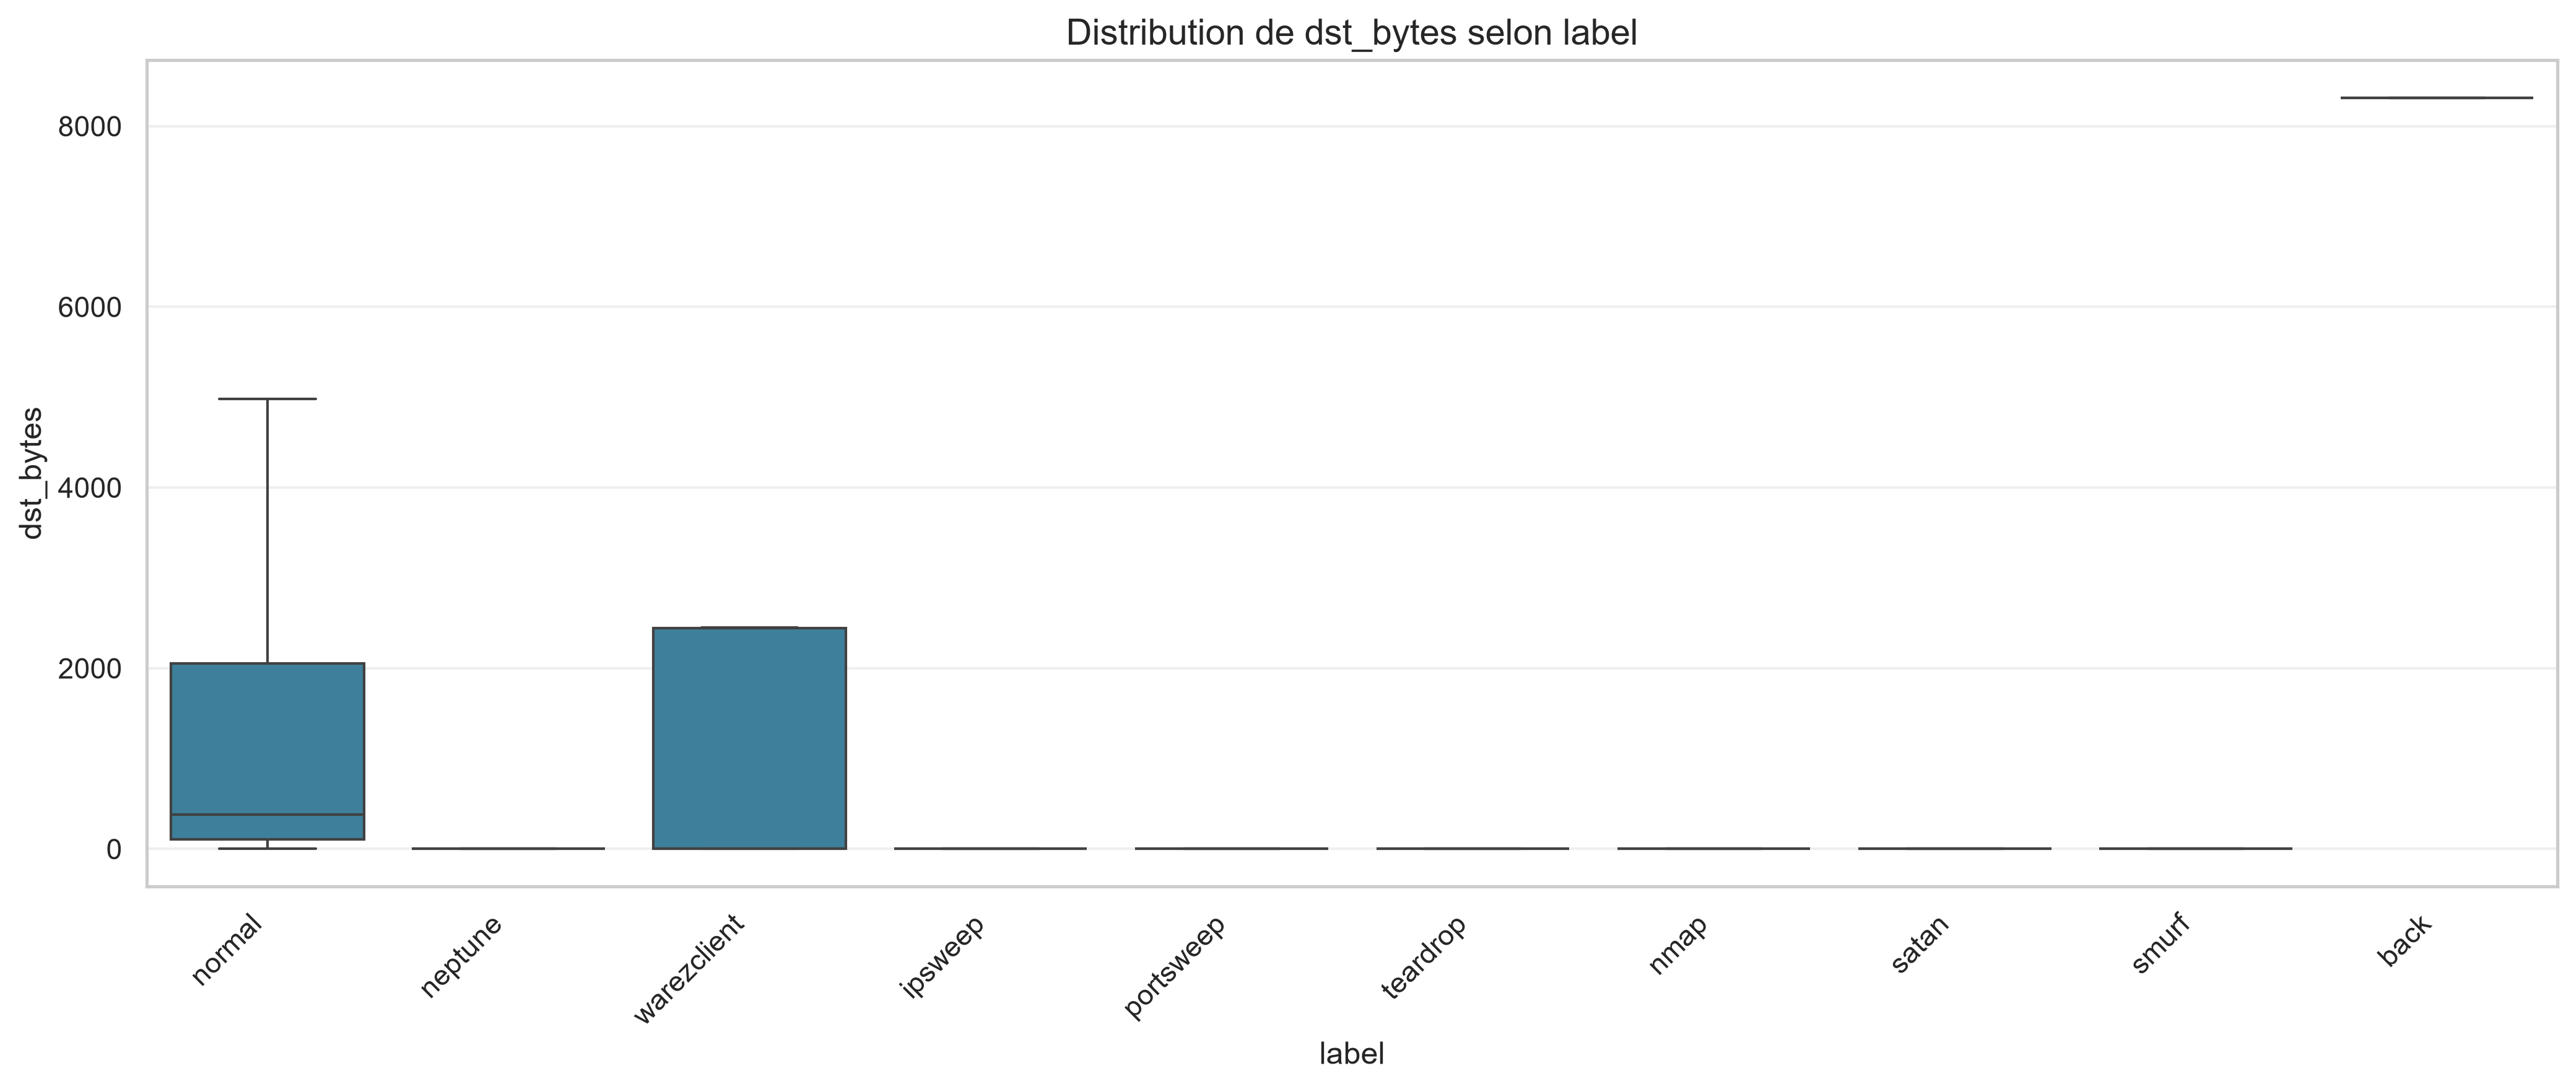 Distribution de dst_bytes selon label
dst_bytes
8000
6000
4000
2000
0
normal
neptune
warezclient
ipsweep
portsweep
teardrop
nmap
satan
smurf
back
label